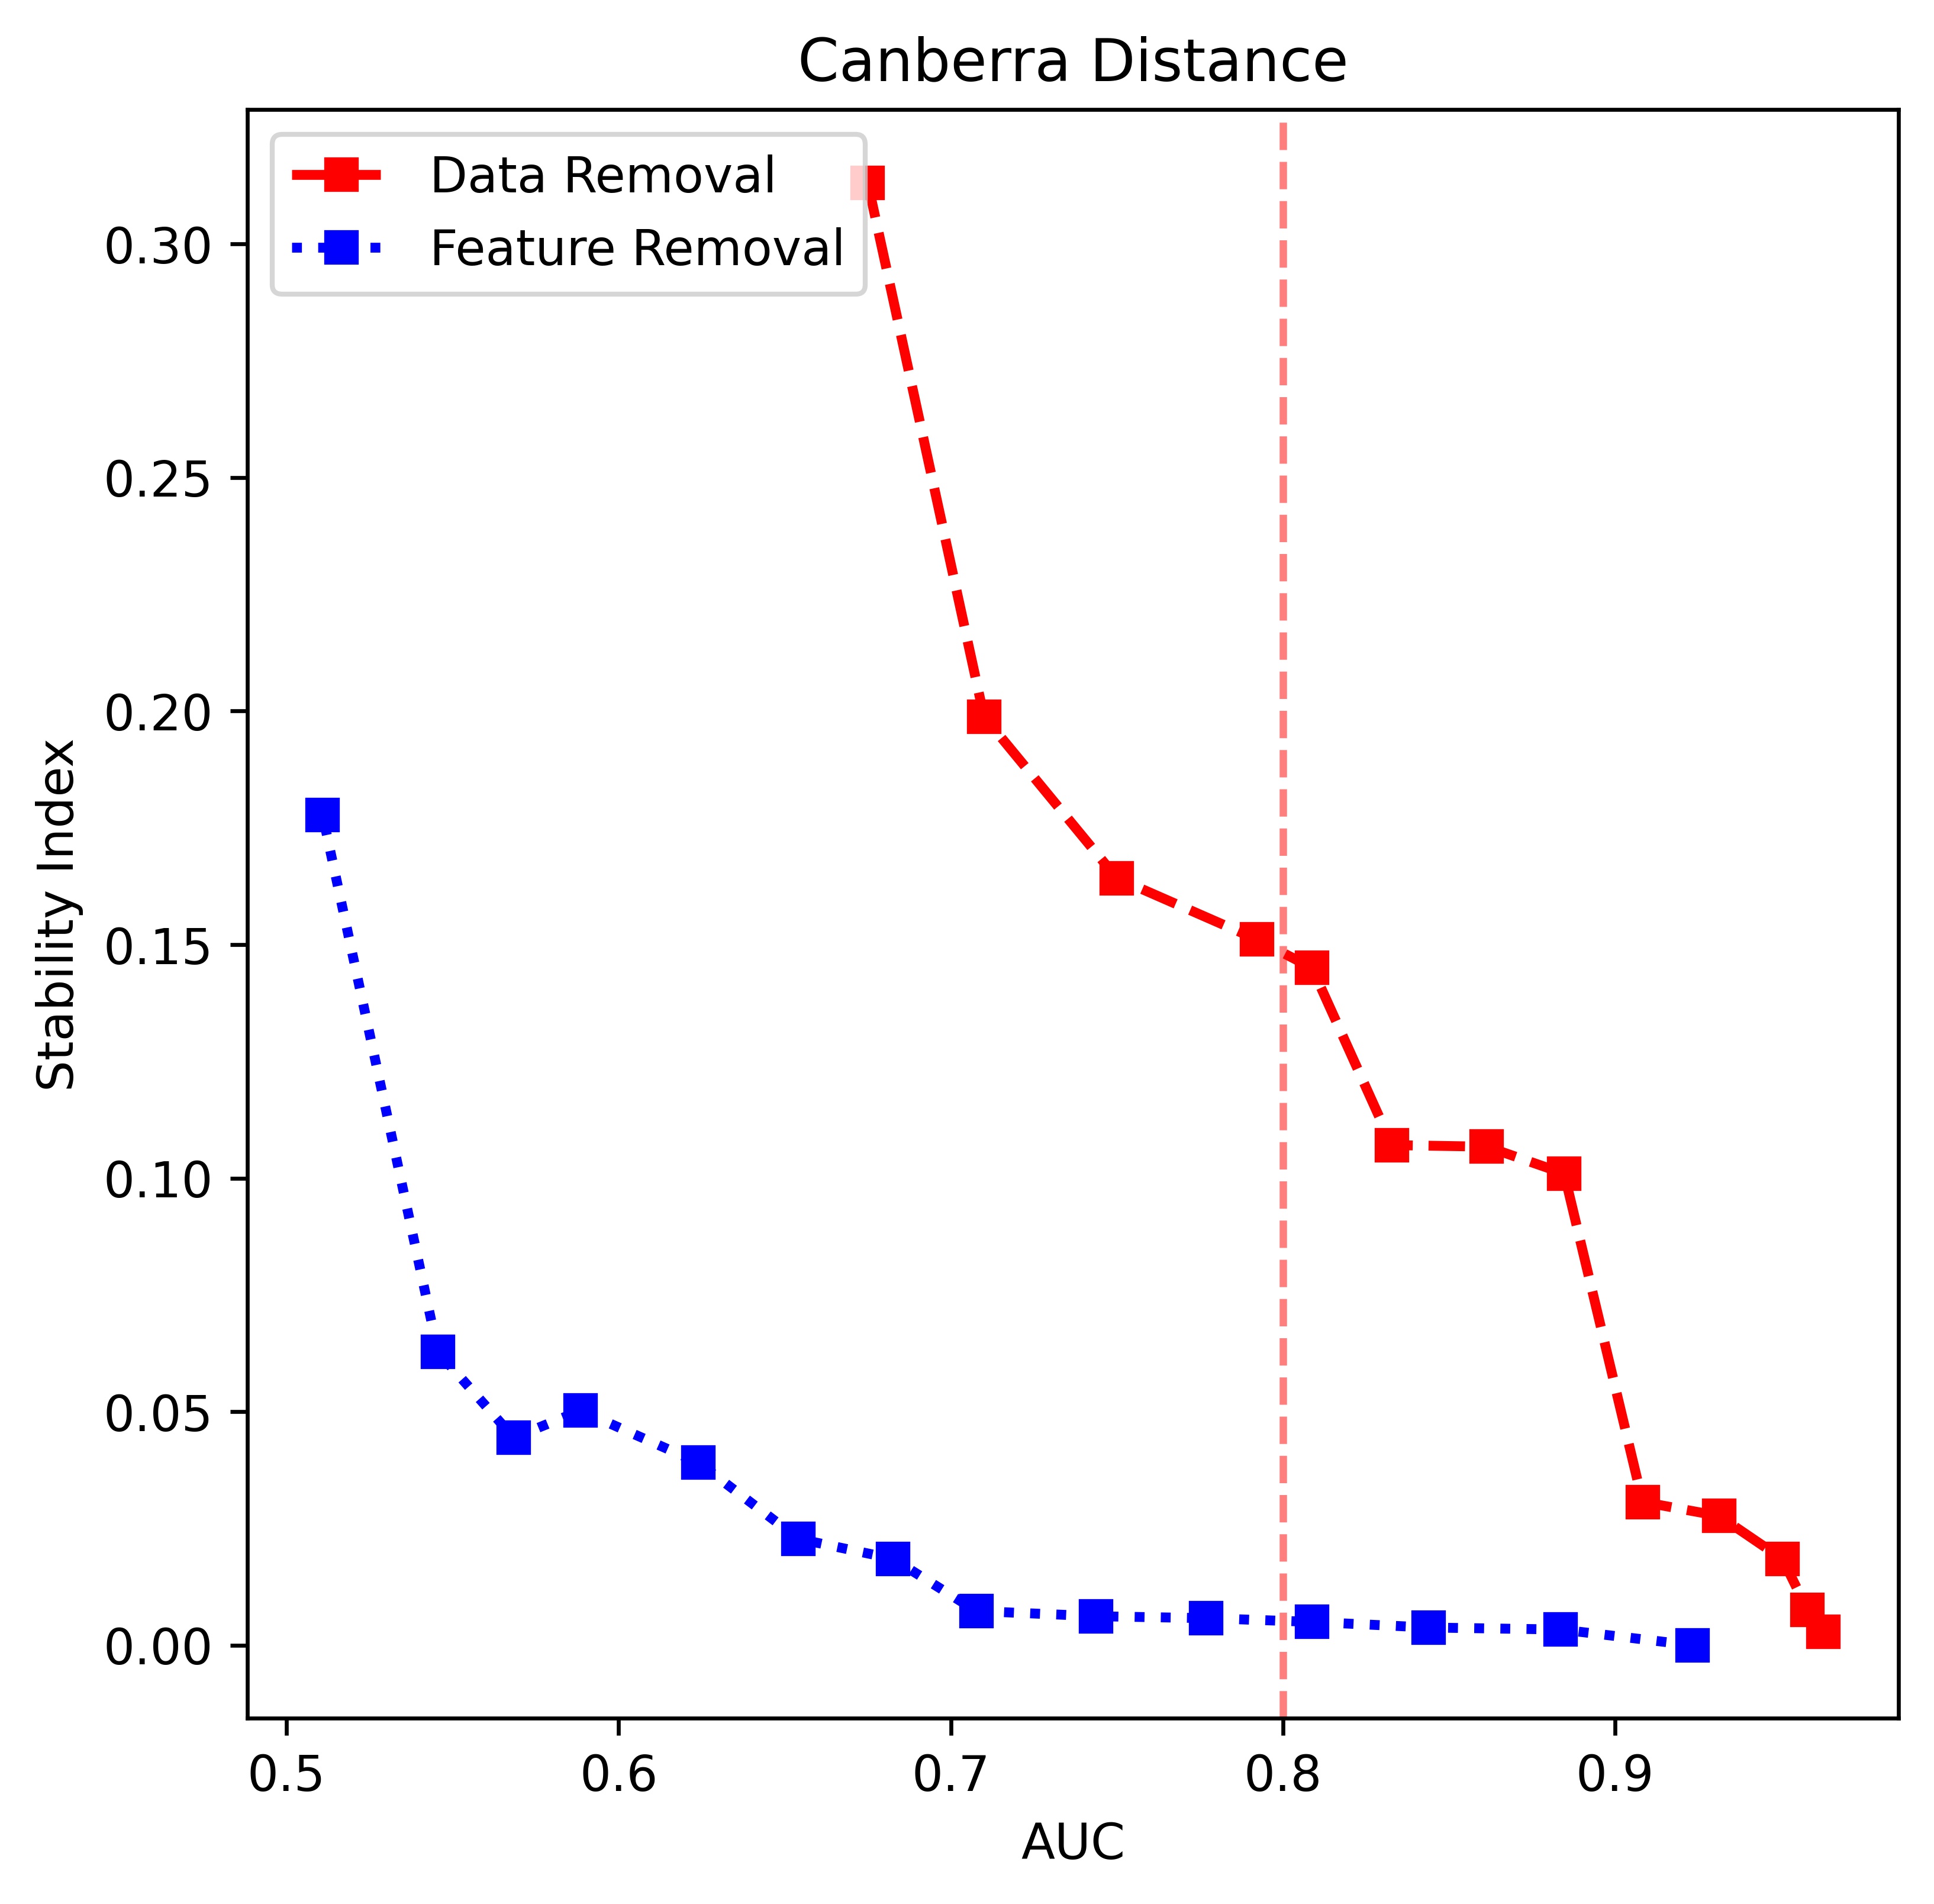 Canberra Distance
Data Removal
Feature Removal
0.30
0.25
0.20
0.15
0.10
0.05
0.00
Stability Index
0.5 0.6 0.7 0.8 0.9
AUC